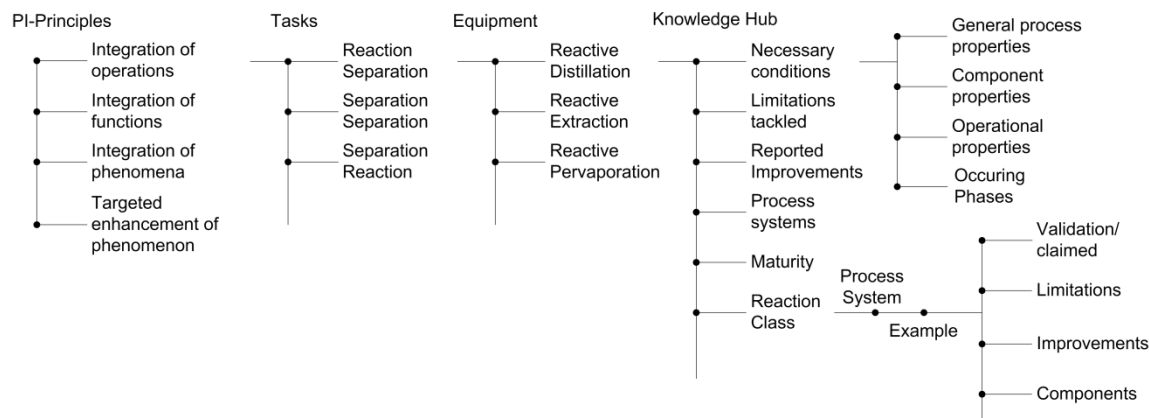 PI-Principles
Integration of
operations
Integration of
functions
Integration of
phenomena
Targeted
enhancement of
phenomenon
Tasks
Reaction
Separation
Separation
Separation
Separation
Reaction
Equipment
Reactive
Distillation
Reactive
Extraction
Reactive
Pervaporation
Knowledge Hub
Necessary
conditions
Limitations
tackled
Reported
Improvements
Process
systems
Maturity
Reaction
Class
General process
properties
Component
properties
Operational
properties
Occuring
Phases
Process
System
Example
Validation/
claimed
Limitations
Improvements
Components